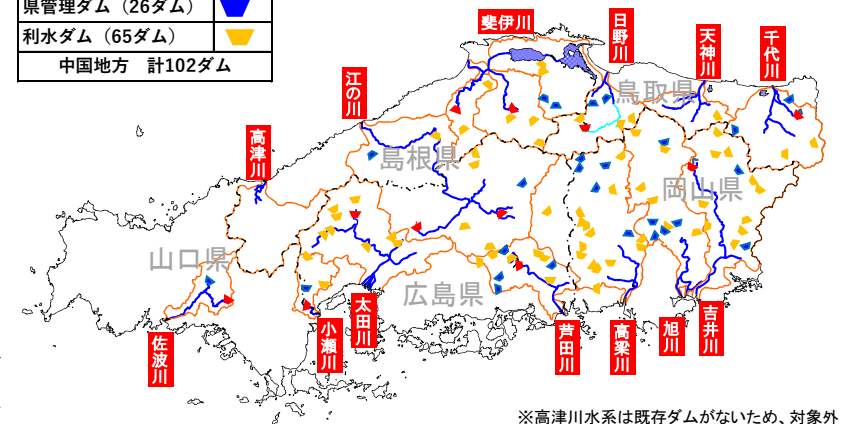 県管理ダム（26ダム）
利水ダム（65ダム）
中国地方　計102ダム
斐伊川
日野川
天神川
千代川
江の川
高津川
鳥取県
島根県
岡山県
山口県
広島県
佐波川
小瀬川
太田川
芦田川
高梁川
旭川
吉井川
※高津川水系は既存ダムがないため、対象外